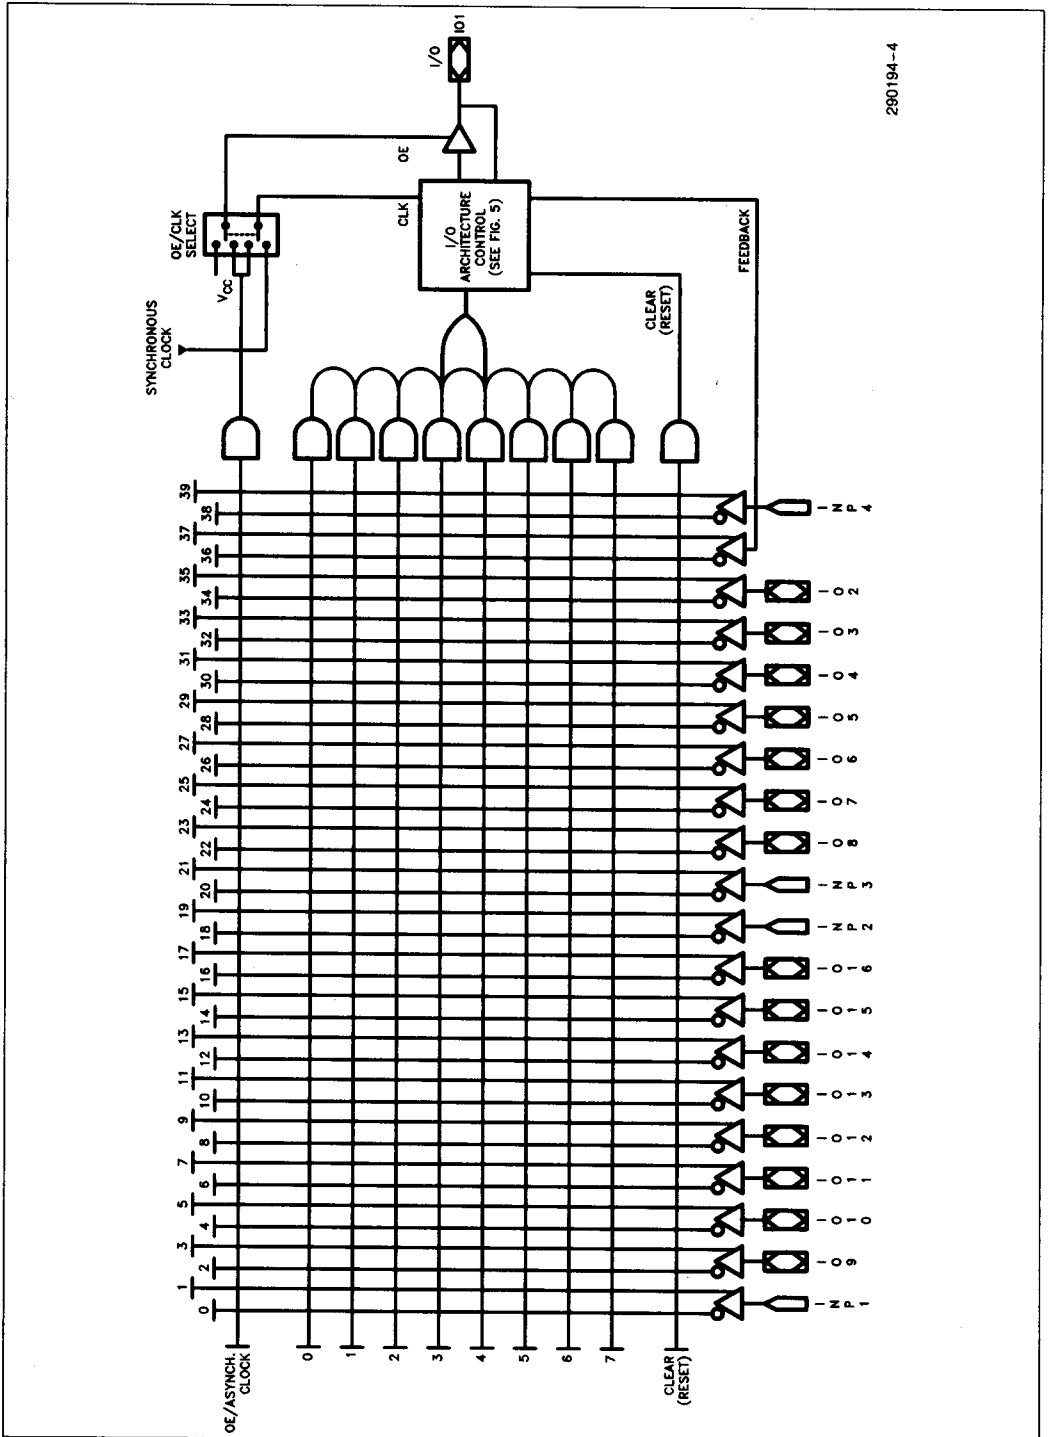 OE/ASYNCH.
CLOCK
0
1
2
3
4
5
6
7
CLEAR
(RESET)
0
1
2
3
4
5
6
7
8
9
10
11
12
13
14
15
16
17
18
19
20
21
22
23
24
25
26
27
28
29
30
31
32
33
34
35
36
37
38
39
INP1
IO9
IO10
IO11
IO12
IO13
IO14
IO15
IO16
INP2
INP3
IO8
IO7
IO6
IO5
IO4
IO3
IO2
INP4
SYNCHRONOUS
CLOCK
VCC
OE/CLK
SELECT
OE
CLK
I/O
ARCHITECTURE
CONTROL
(SEE FIG. 5)
CLEAR
(RESET)
FEEDBACK
I/O
IO1
290194-4